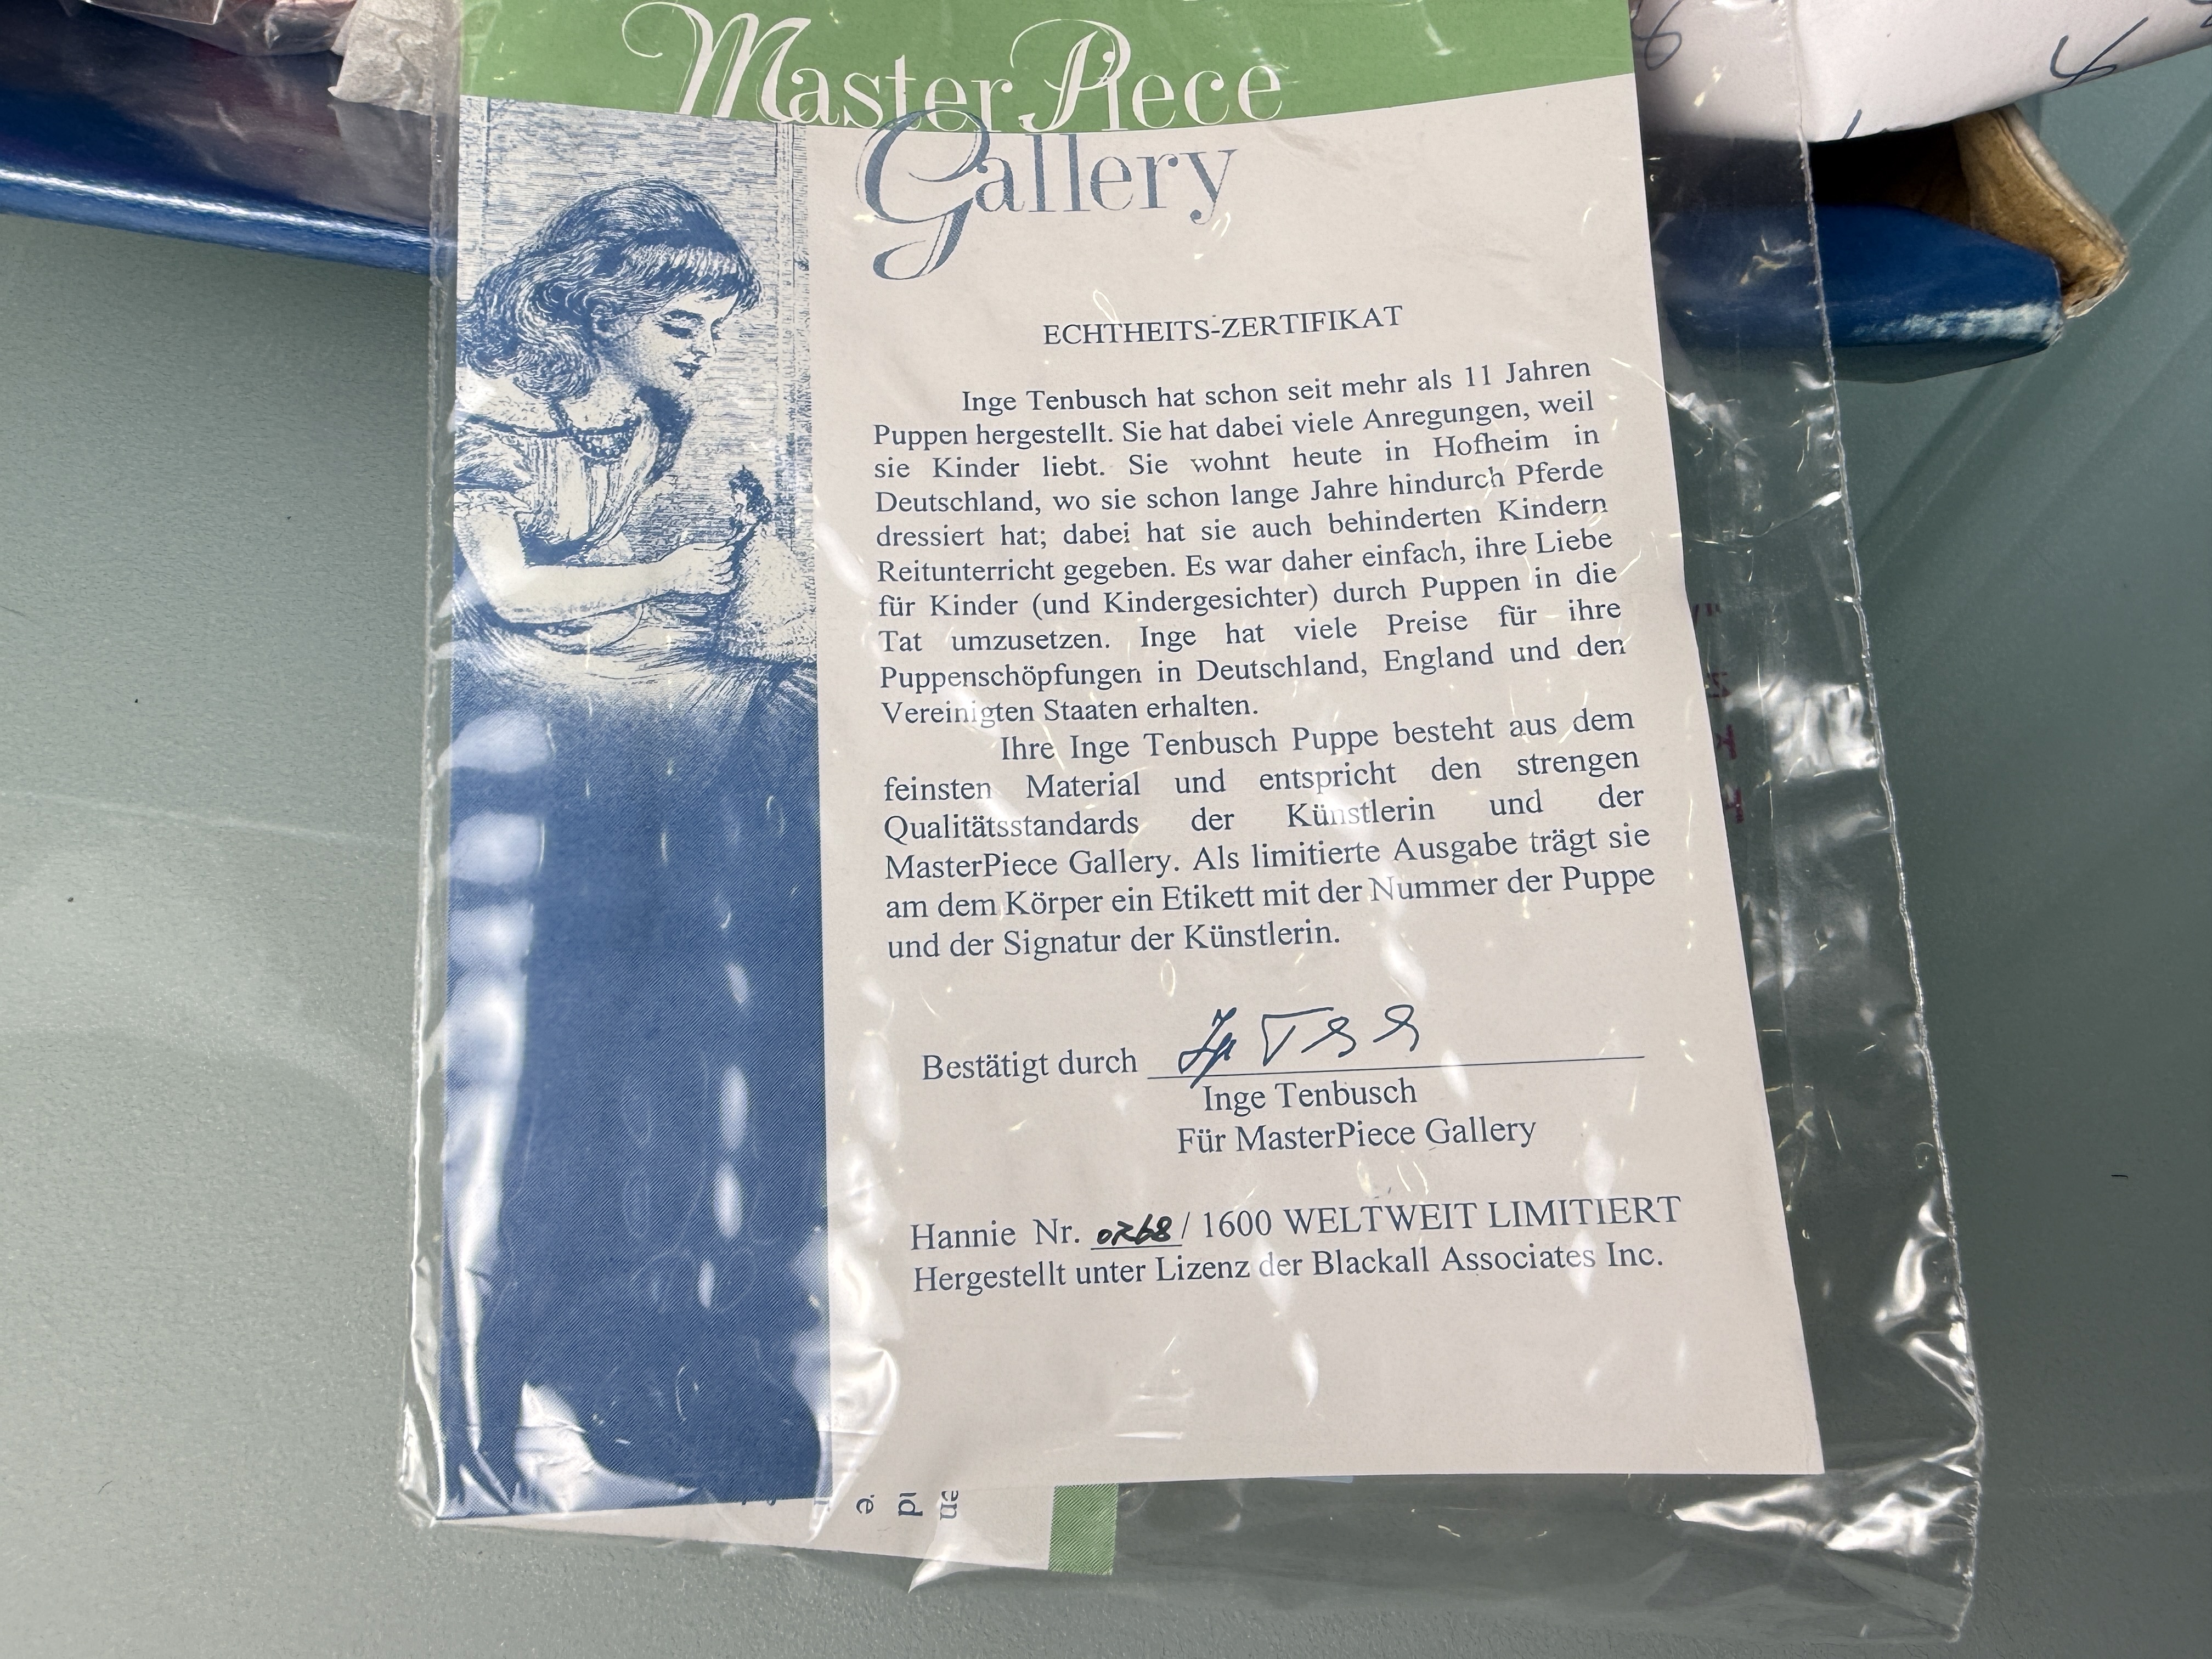 Master Piece
Gallery
ECHTHEITS-ZERTIFIKAT
Inge Tenbusch hat schon seit mehr als 11 Jahren
Puppen hergestellt. Sie hat dabei viele Anregungen, weil
sie Kinder liebt. Sie wohnt heute in Hofheim in
Deutschland, wo sie schon lange Jahre hindurch Pferde
dressiert hat; dabei hat sie auch behinderten Kindern
Reitunterricht gegeben. Es war daher einfach, ihre Liebe
für Kinder (und Kindergesichter) durch Puppen in die
Tat umzusetzen. Inge hat viele Preise für ihre
Puppenschöpfungen in Deutschland, England und den
Vereinigten Staaten erhalten.
Ihre Inge Tenbusch Puppe besteht aus dem
feinsten Material und entspricht den strengen
Qualitätsstandards der Künstlerin und der
MasterPiece Gallery. Als limitierte Ausgabe trägt sie
am dem Körper ein Etikett mit der Nummer der Puppe
und der Signatur der Künstlerin.
Bestätigt durch
Inge Tenbusch
Für MasterPiece Gallery
Hannie Nr. 0268 / 1600 WELTWEIT LIMITIERT
Hergestellt unter Lizenz der Blackall Associates Inc.